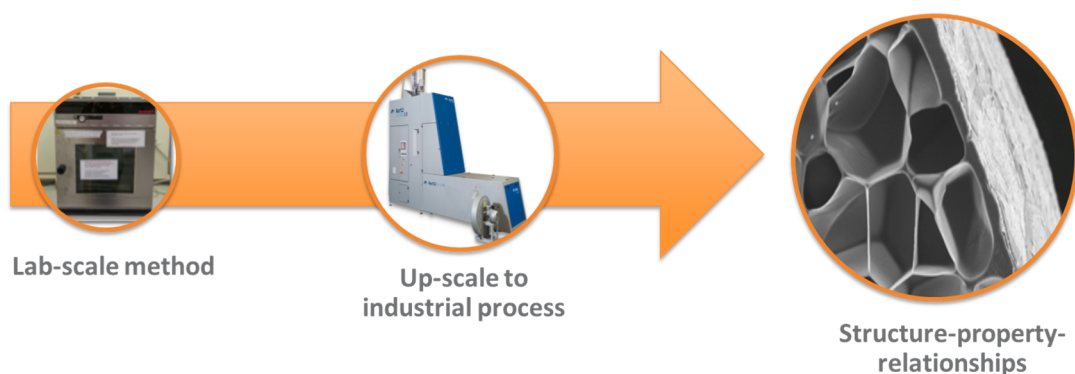 Lab-scale method
Up-scale to
industrial process
Structure-property-
relationships